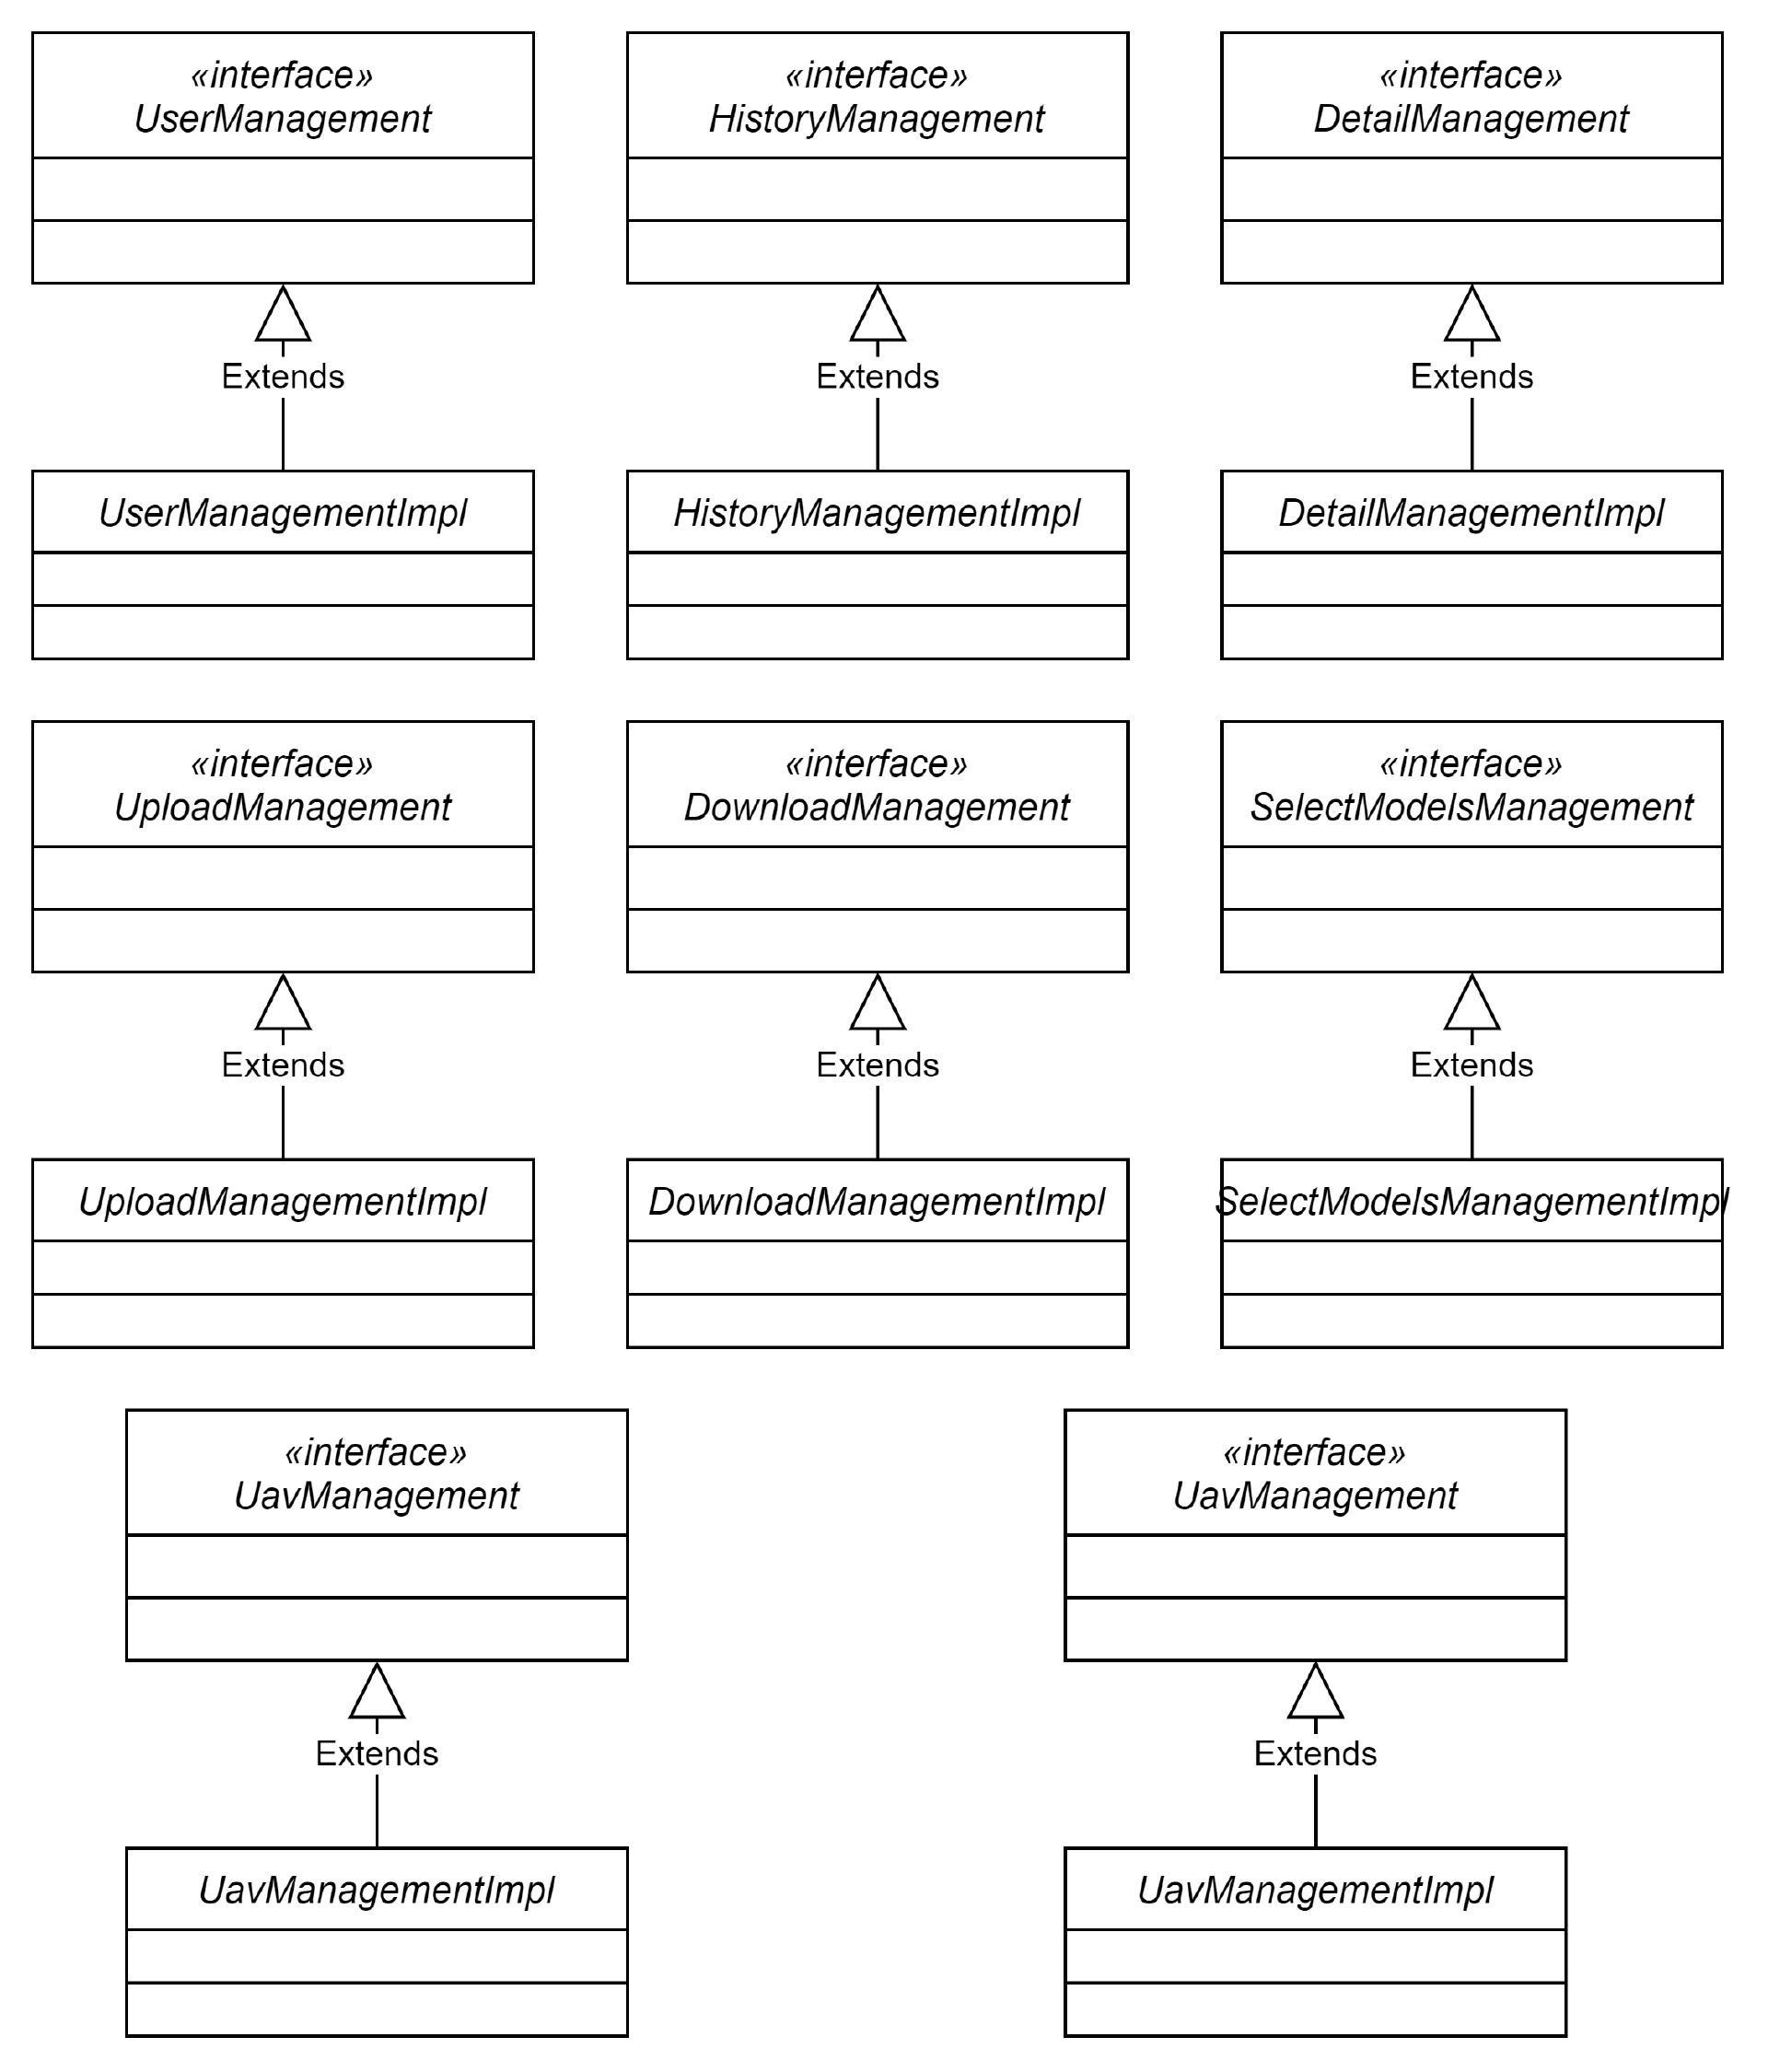 «interface»
UserManagement
«interface»
HistoryManagement
«interface»
DetailManagement
Extends
Extends
Extends
UserManagementImpl
HistoryManagementImpl
DetailManagementImpl
«interface»
UploadManagement
«interface»
DownloadManagement
«interface»
SelectModelsManagement
Extends
Extends
Extends
UploadManagementImpl
DownloadManagementImpl
SelectModelsManagementImpl
«interface»
UavManagement
«interface»
UavManagement
Extends
Extends
UavManagementImpl
UavManagementImpl